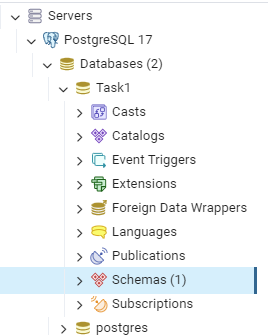 Servers
PostgreSQL 17
Databases (2)
Task1
Casts
Catalogs
Event Triggers
Extensions
Foreign Data Wrappers
Languages
Publications
Schemas (1)
Subscriptions
postgres